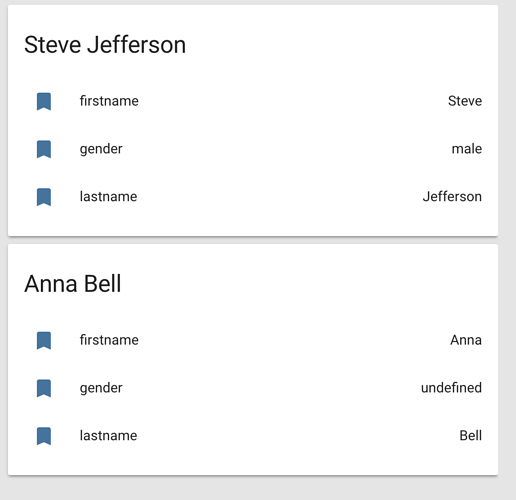 Steve Jefferson
firstname Steve
gender male
lastname Jefferson
Anna Bell
firstname Anna
gender undefined
lastname Bell